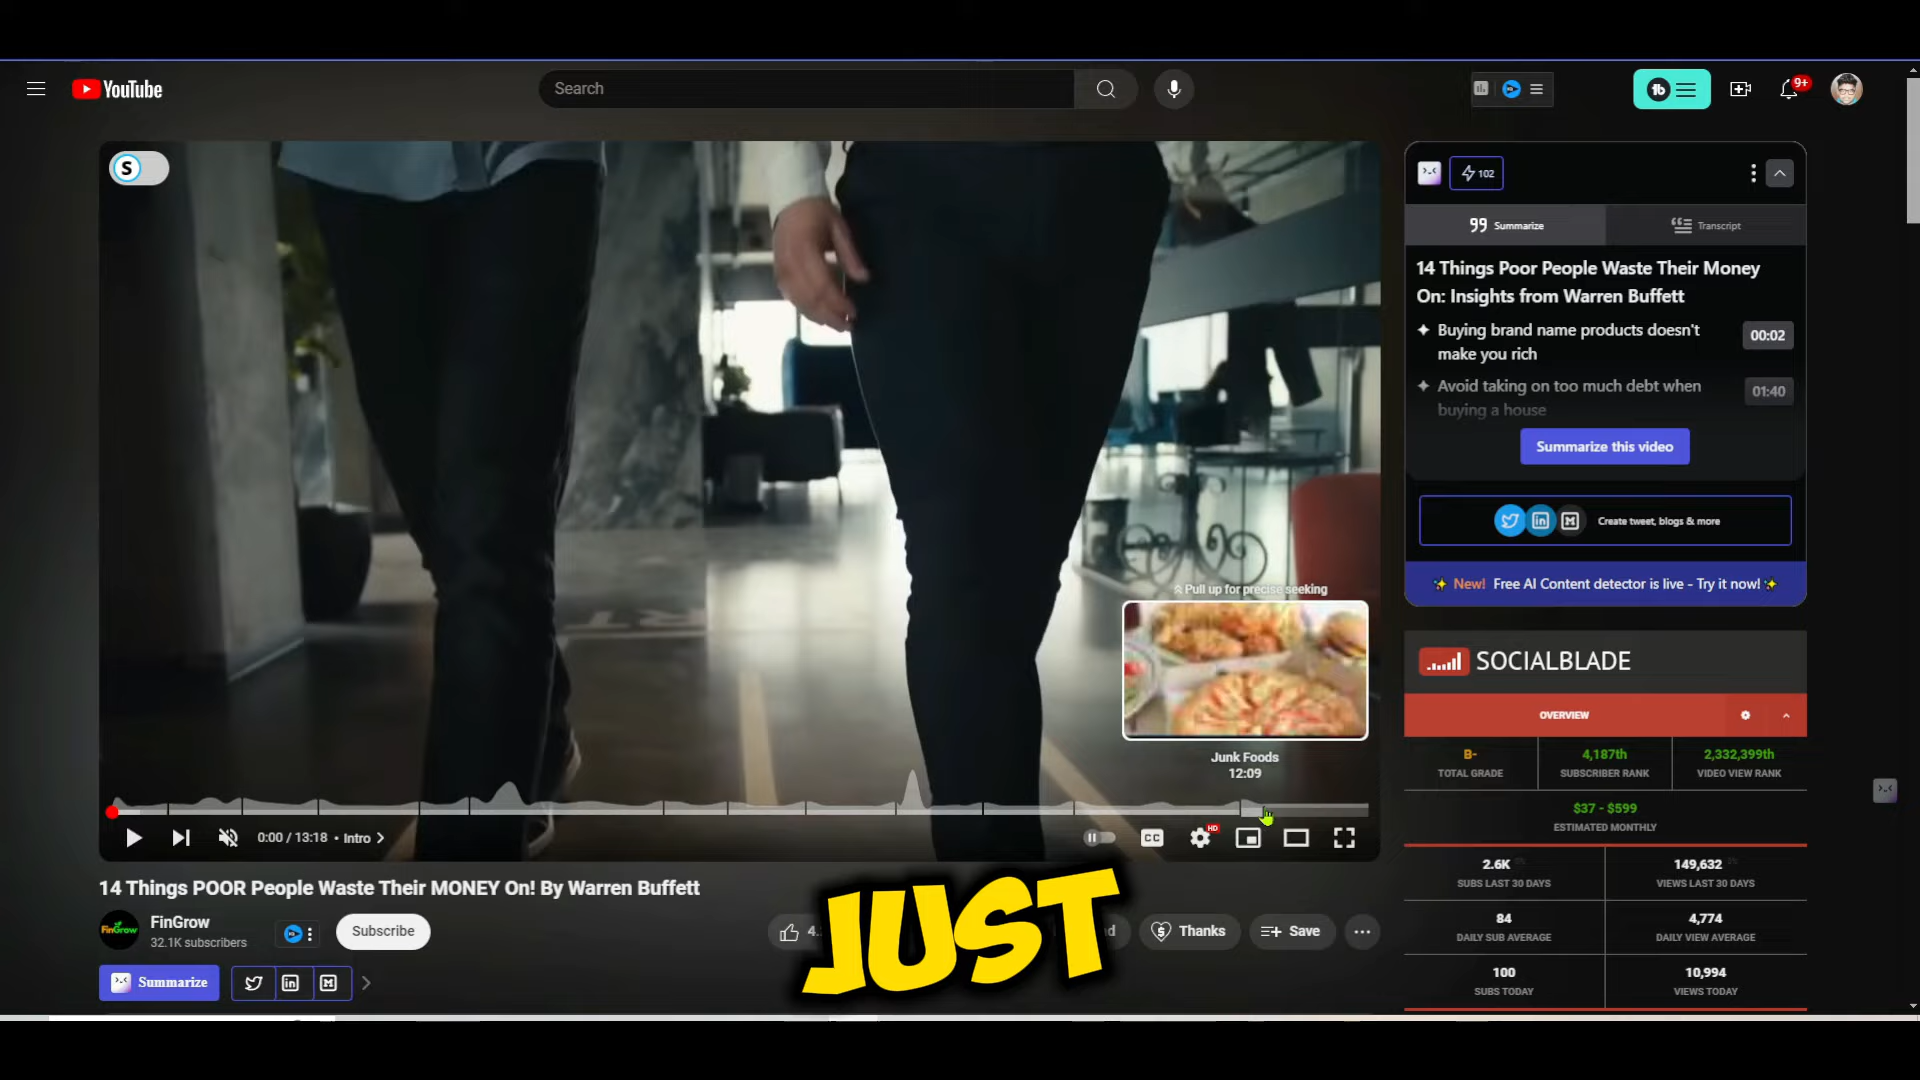 YouTube
Search
9+
S
102
Summarize
Transcript
14 Things Poor People Waste Their Money
On: Insights from Warren Buffett
Buying brand name products doesn't
make you rich
00:02
Avoid taking on too much debt when
buying a house
01:40
Summarize this video
Create tweet, blogs & more
New! Free AI Content detector is live - Try it now!
Pull up for precise seeking
Junk Foods
12:09
0:00 / 13:18 • Intro
CC
HD
SOCIALBLADE
OVERVIEW
B-
TOTAL GRADE
4,187th
SUBSCRIBER RANK
2,332,399th
VIDEO VIEW RANK
$37 - $599
ESTIMATED MONTHLY
2.6K
SUBS LAST 30 DAYS
149,632
VIEWS LAST 30 DAYS
84
DAILY SUB AVERAGE
4,774
DAILY VIEW AVERAGE
100
SUBS TODAY
10,994
VIEWS TODAY
14 Things POOR People Waste Their MONEY On! By Warren Buffett
FinGrow
FinGrow
32.1K subscribers
Subscribe
JUST
Thanks
Save
Summarize